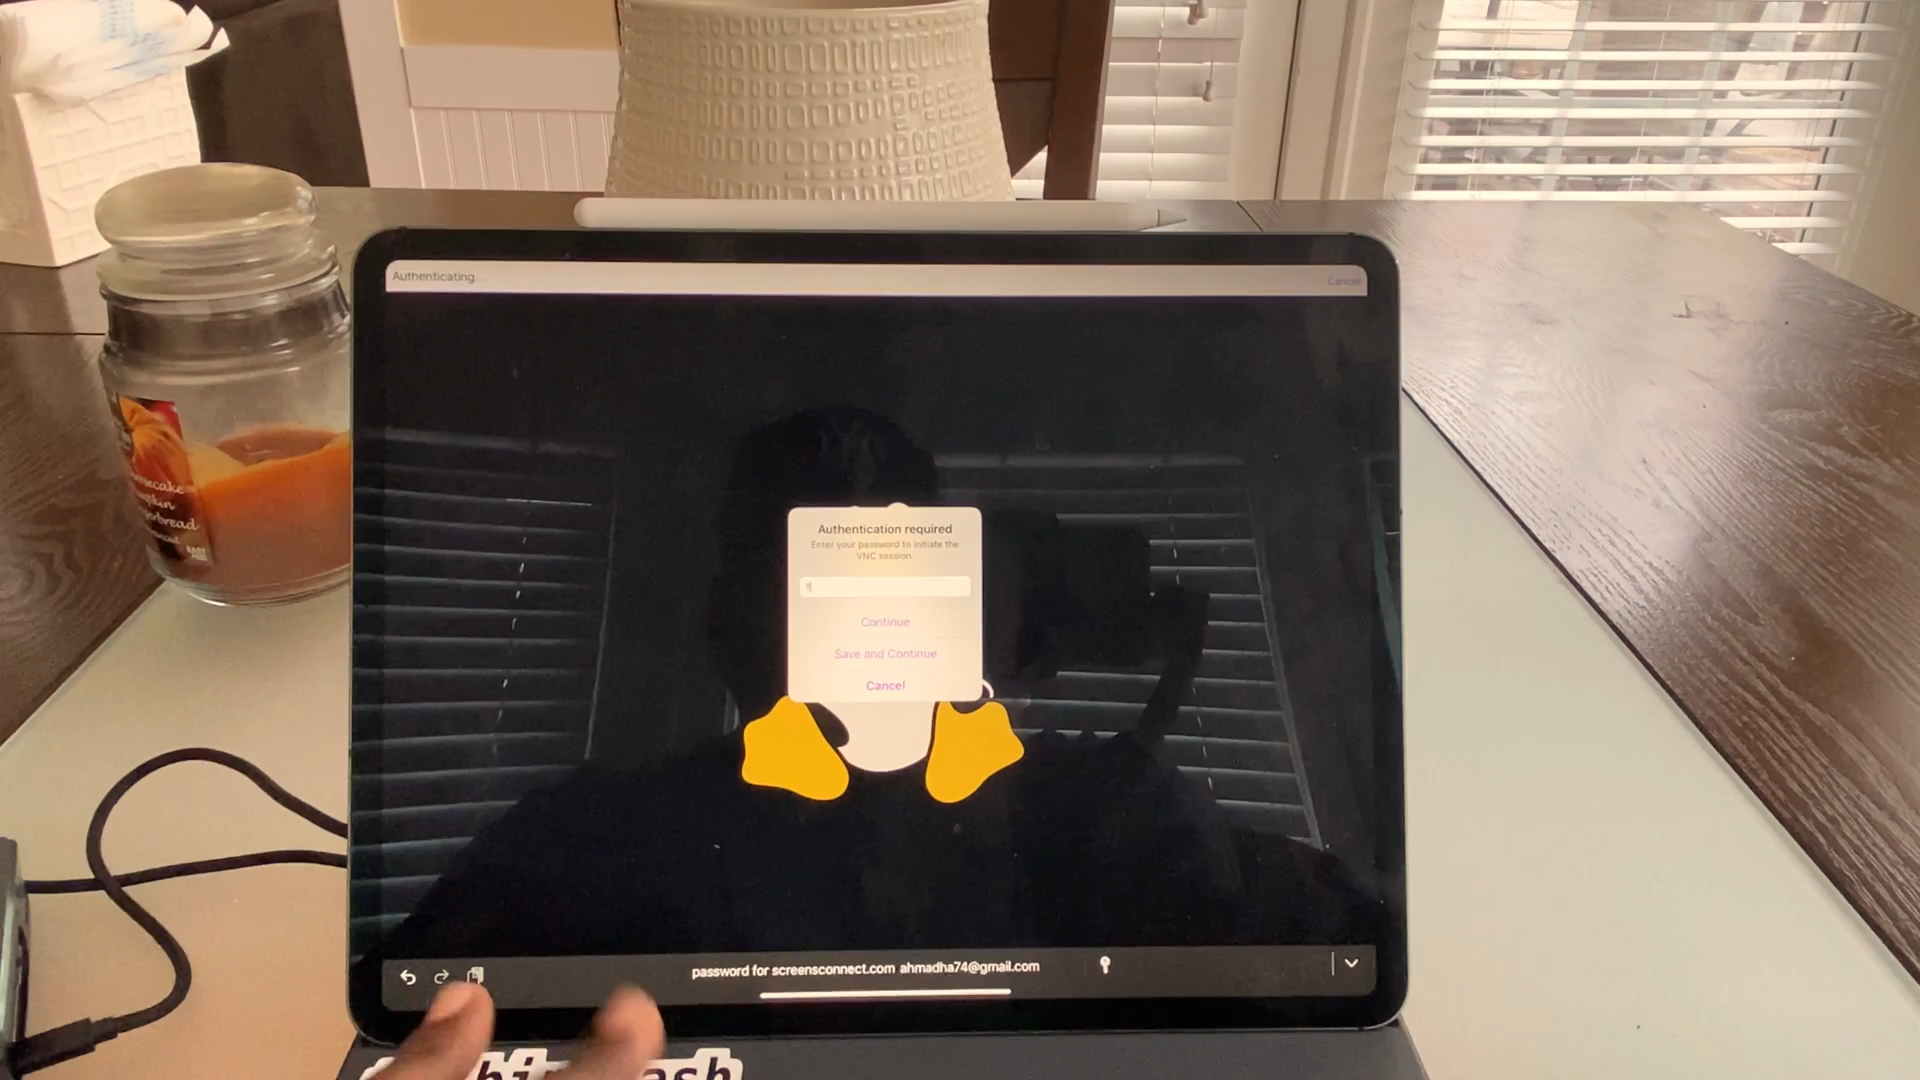 Authenticating...
Cancel
Authentication required
Enter your password to initiate the
VNC session.
Continue
Save and Continue
Cancel
password for screensconnect.com ahmadha74@gmail.com